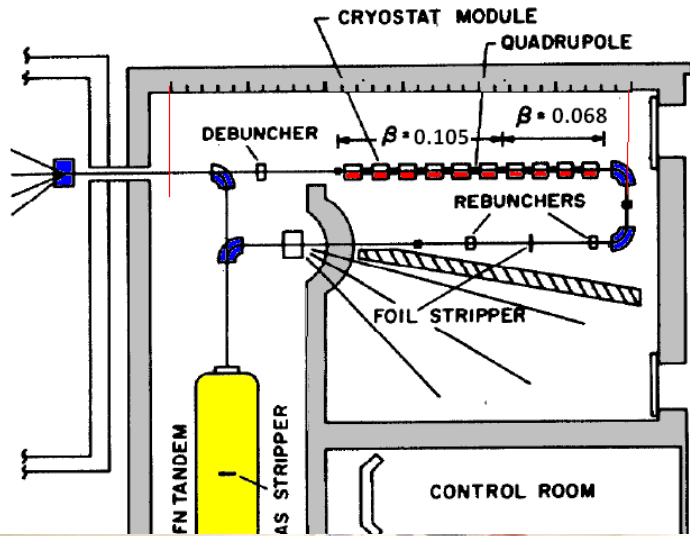 CRYOSTAT MODULE
QUADRUPOLE
DEBUNCHER
β = 0.105
β = 0.068
REBUNCHERS
FOIL STRIPPER
FN TANDEM
AS STRIPPER
CONTROL ROOM